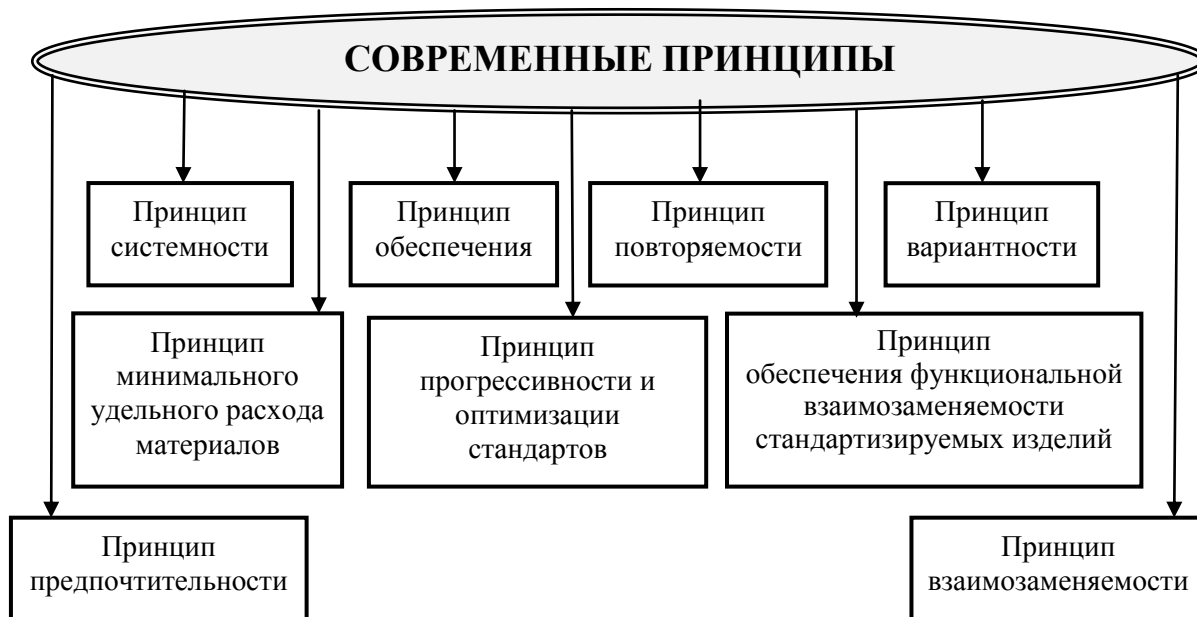 СОВРЕМЕННЫЕ ПРИНЦИПЫ
Принцип
системности
Принцип
обеспечения
Принцип
повторяемости
Принцип
вариантности
Принцип
минимального
удельного расхода
материалов
Принцип
прогрессивности и
оптимизации
стандартов
Принцип
обеспечения функциональной
взаимозаменяемости
стандартизируемых изделий
Принцип
предпочтительности
Принцип
взаимозаменяемости